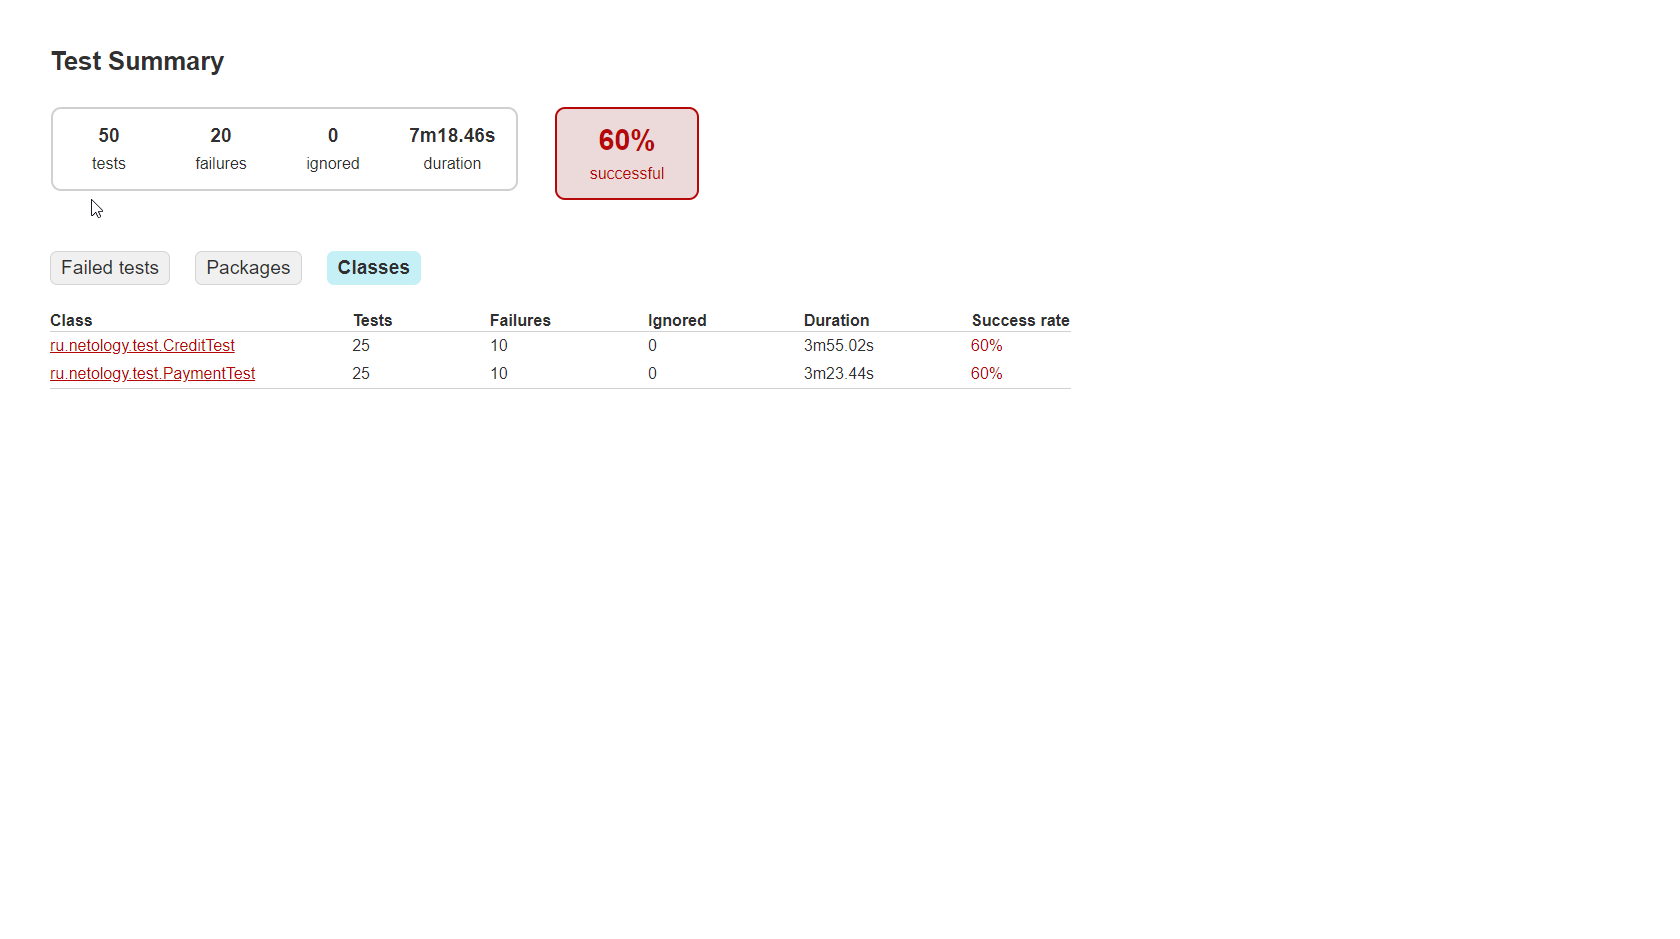 Test Summary
50 20 0 7m18.46s
tests failures ignored duration
60%
successful
Failed tests Packages Classes
Class Tests Failures Ignored Duration Success rate
ru.netology.test.CreditTest 25 10 0 3m55.02s 60%
ru.netology.test.PaymentTest 25 10 0 3m23.44s 60%